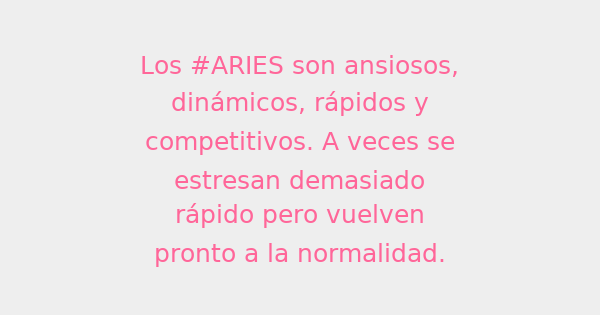 Los #ARIES son ansiosos,
dinámicos, rápidos y
competitivos. A veces se
estresan demasiado
rápido pero vuelven
pronto a la normalidad.